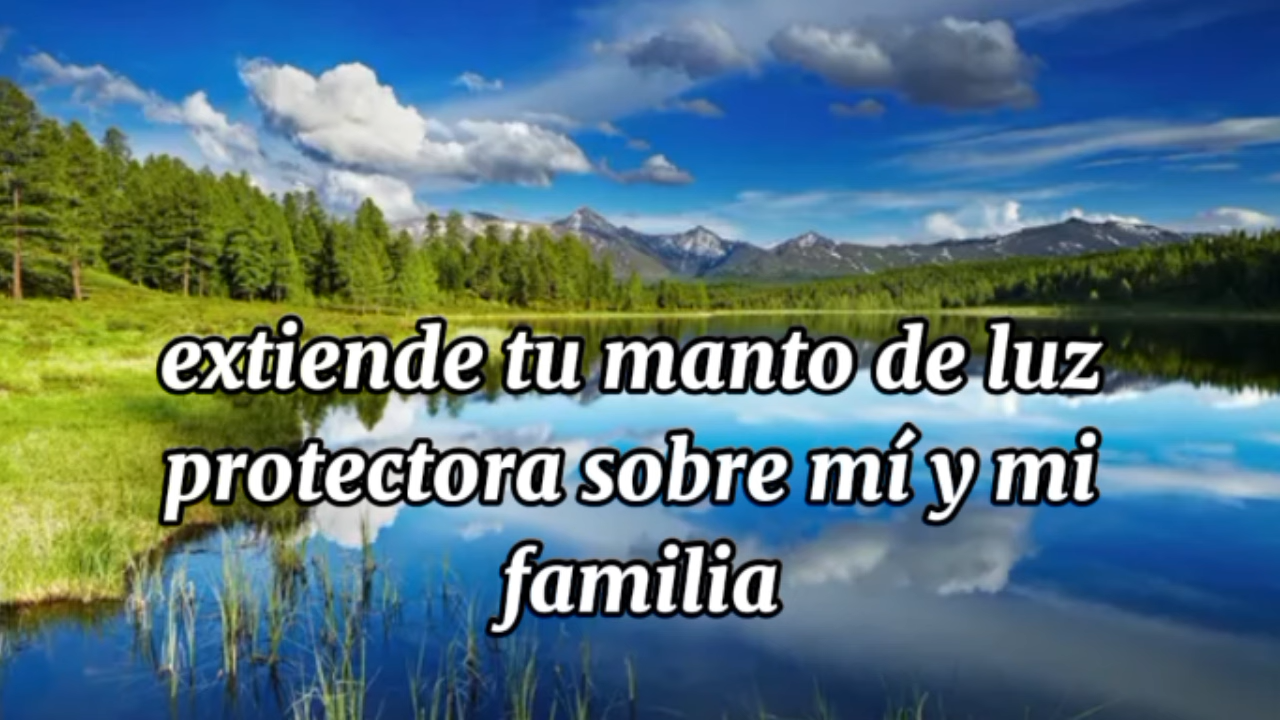 extiende tu manto de luz
protectora sobre mí y mi
familia